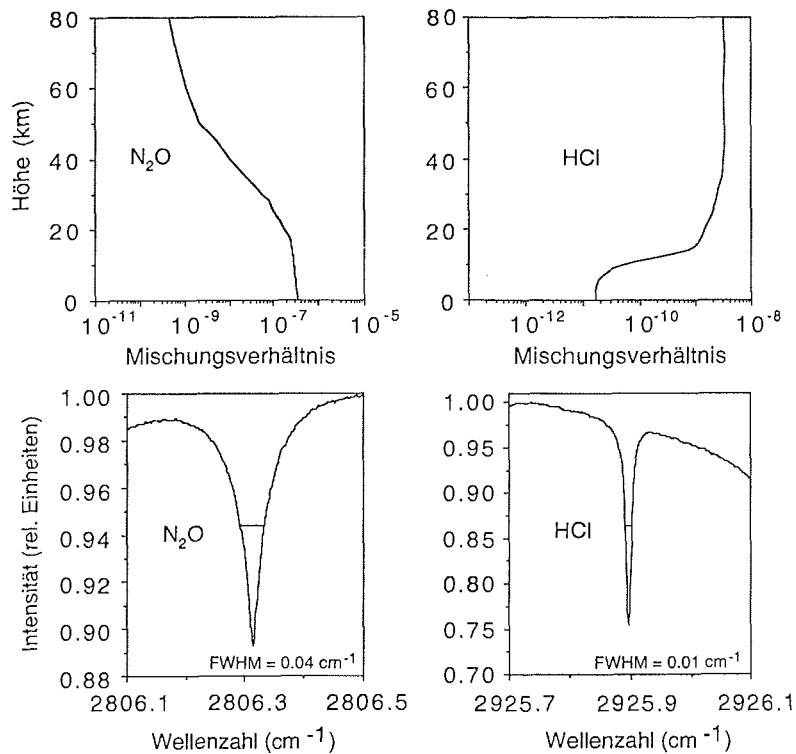 80
60
40
20
0
Höhe (km)
N₂O
10⁻¹¹ 10⁻⁹ 10⁻⁷ 10⁻⁵
Mischungsverhältnis
80
60
40
20
0
HCl
10⁻¹² 10⁻¹⁰ 10⁻⁸
Mischungsverhältnis
1.00
0.98
0.96
0.94
0.92
0.90
0.88
Intensität (rel. Einheiten)
N₂O
FWHM = 0.04 cm⁻¹
2806.1 2806.3 2806.5
Wellenzahl (cm⁻¹)
1.00
0.95
0.90
0.85
0.80
0.75
0.70
HCl
FWHM = 0.01 cm⁻¹
2925.7 2925.9 2926.1
Wellenzahl (cm⁻¹)